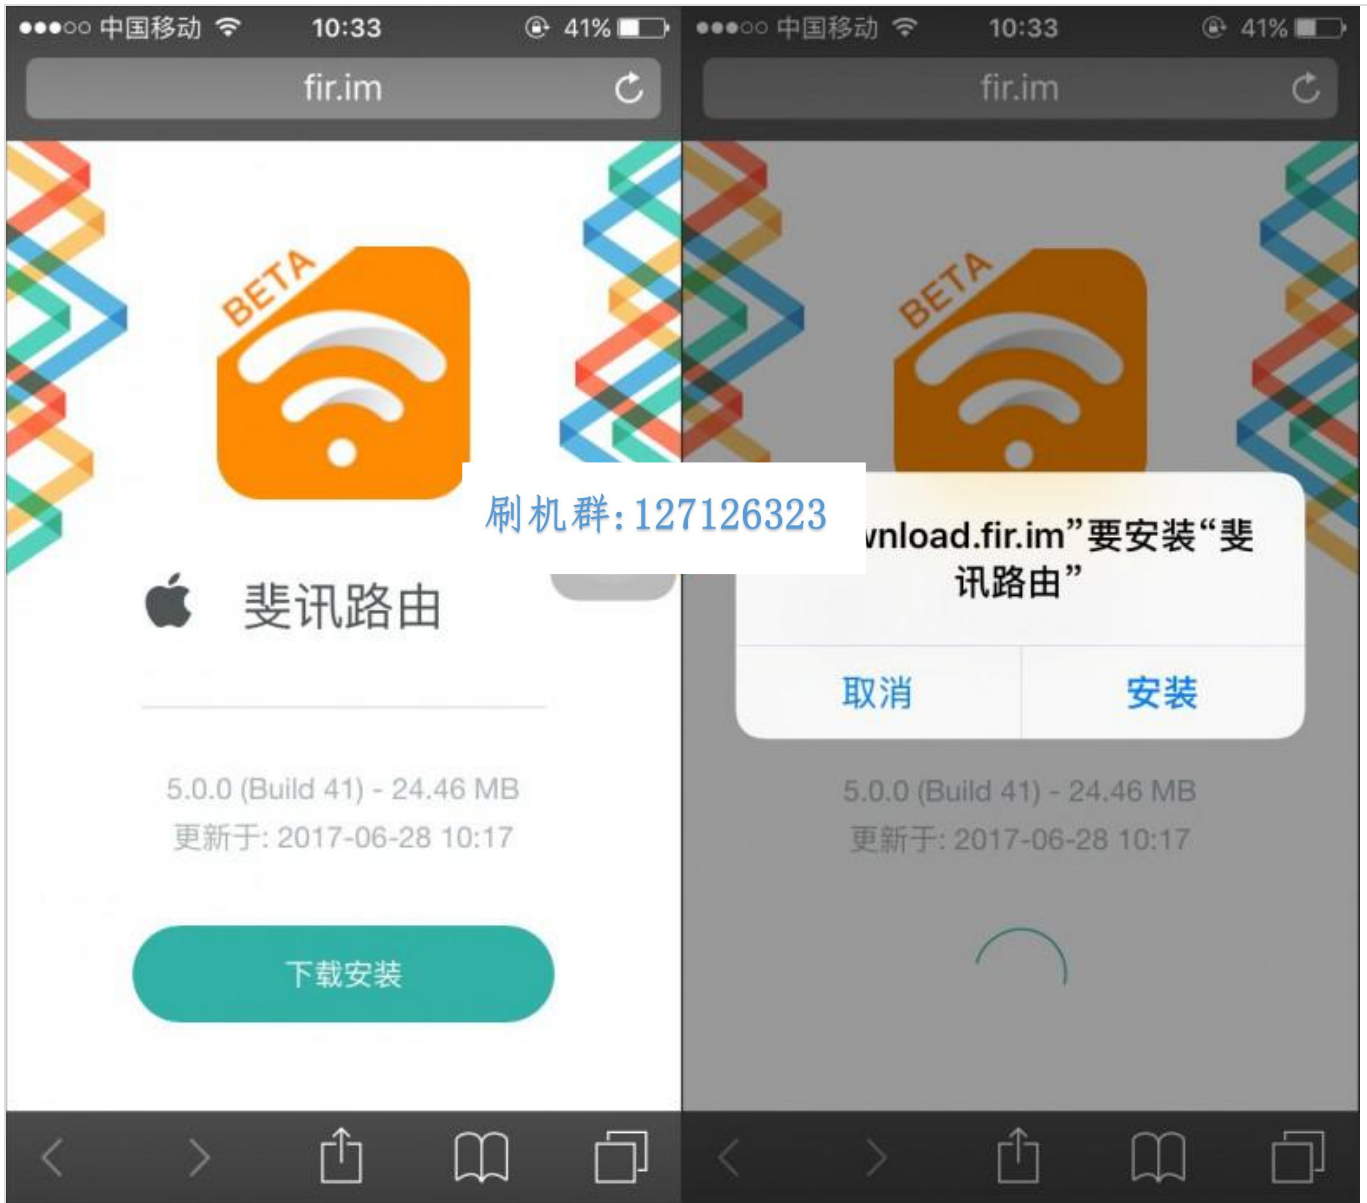 中国移动
10:33
41%
fir.im
BETA
斐讯路由
5.0.0 (Build 41) - 24.46 MB
更新于: 2017-06-28 10:17
下载安装
刷机群:127126323
中国移动
10:33
41%
fir.im
BETA
wnload.fir.im”要安装“斐
讯路由”
取消
安装
5.0.0 (Build 41) - 24.46 MB
更新于: 2017-06-28 10:17